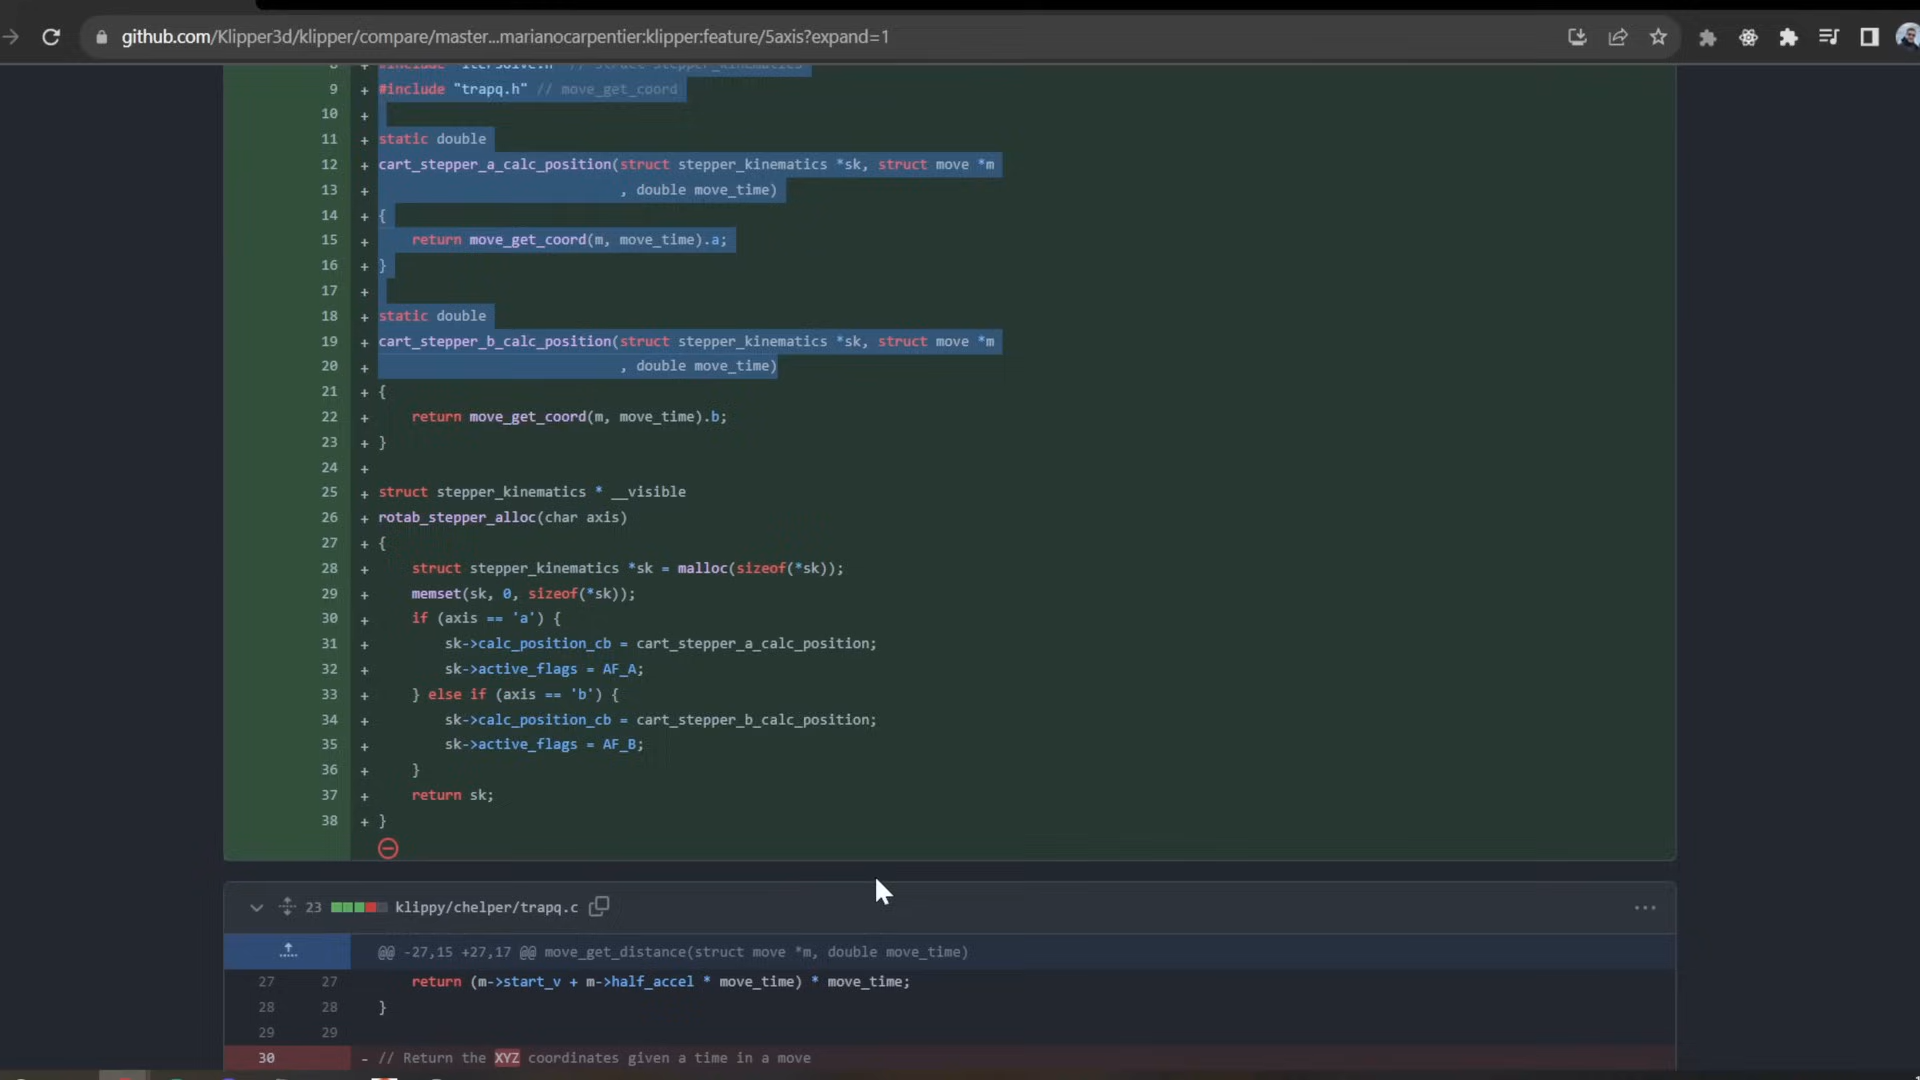 github.com/Klipper3d/klipper/compare/master...marianocarpentier:klipper:feature/5axis?expand=1
8 + #include "iterSolve.h" // struct stepper_kinematics
9 + #include "trapq.h" // move_get_coord
10 +
11 + static double
12 + cart_stepper_a_calc_position(struct stepper_kinematics *sk, struct move *m
13 + , double move_time)
14 + {
15 + return move_get_coord(m, move_time).a;
16 + }
17 +
18 + static double
19 + cart_stepper_b_calc_position(struct stepper_kinematics *sk, struct move *m
20 + , double move_time)
21 + {
22 + return move_get_coord(m, move_time).b;
23 + }
24 +
25 + struct stepper_kinematics * __visible
26 + rotab_stepper_alloc(char axis)
27 + {
28 + struct stepper_kinematics *sk = malloc(sizeof(*sk));
29 + memset(sk, 0, sizeof(*sk));
30 + if (axis == 'a') {
31 + sk->calc_position_cb = cart_stepper_a_calc_position;
32 + sk->active_flags = AF_A;
33 + } else if (axis == 'b') {
34 + sk->calc_position_cb = cart_stepper_b_calc_position;
35 + sk->active_flags = AF_B;
36 + }
37 + return sk;
38 + }
23 klippy/chelper/trapq.c
@@ -27,15 +27,17 @@ move_get_distance(struct move *m, double move_time)
27 27 return (m->start_v + m->half_accel * move_time) * move_time;
28 28 }
29 29
30 - // Return the XYZ coordinates given a time in a move